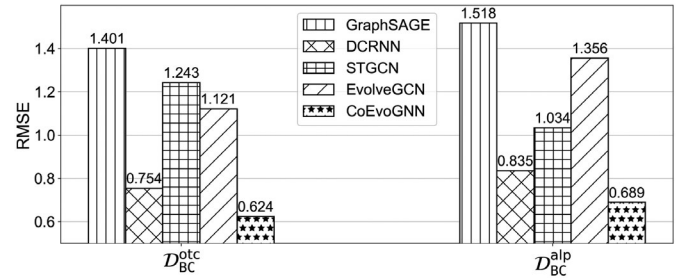 1.518
1.401
1.4
GraphSAGE
DCRNN
STGCN
EvolveGCN
CoEvoGNN
1.356
1.243
1.2
1.121
1.034
1.0
RMSE
0.835
0.8
0.754
0.689
0.624
0.6
𝒟_BC^otc
𝒟_BC^alp